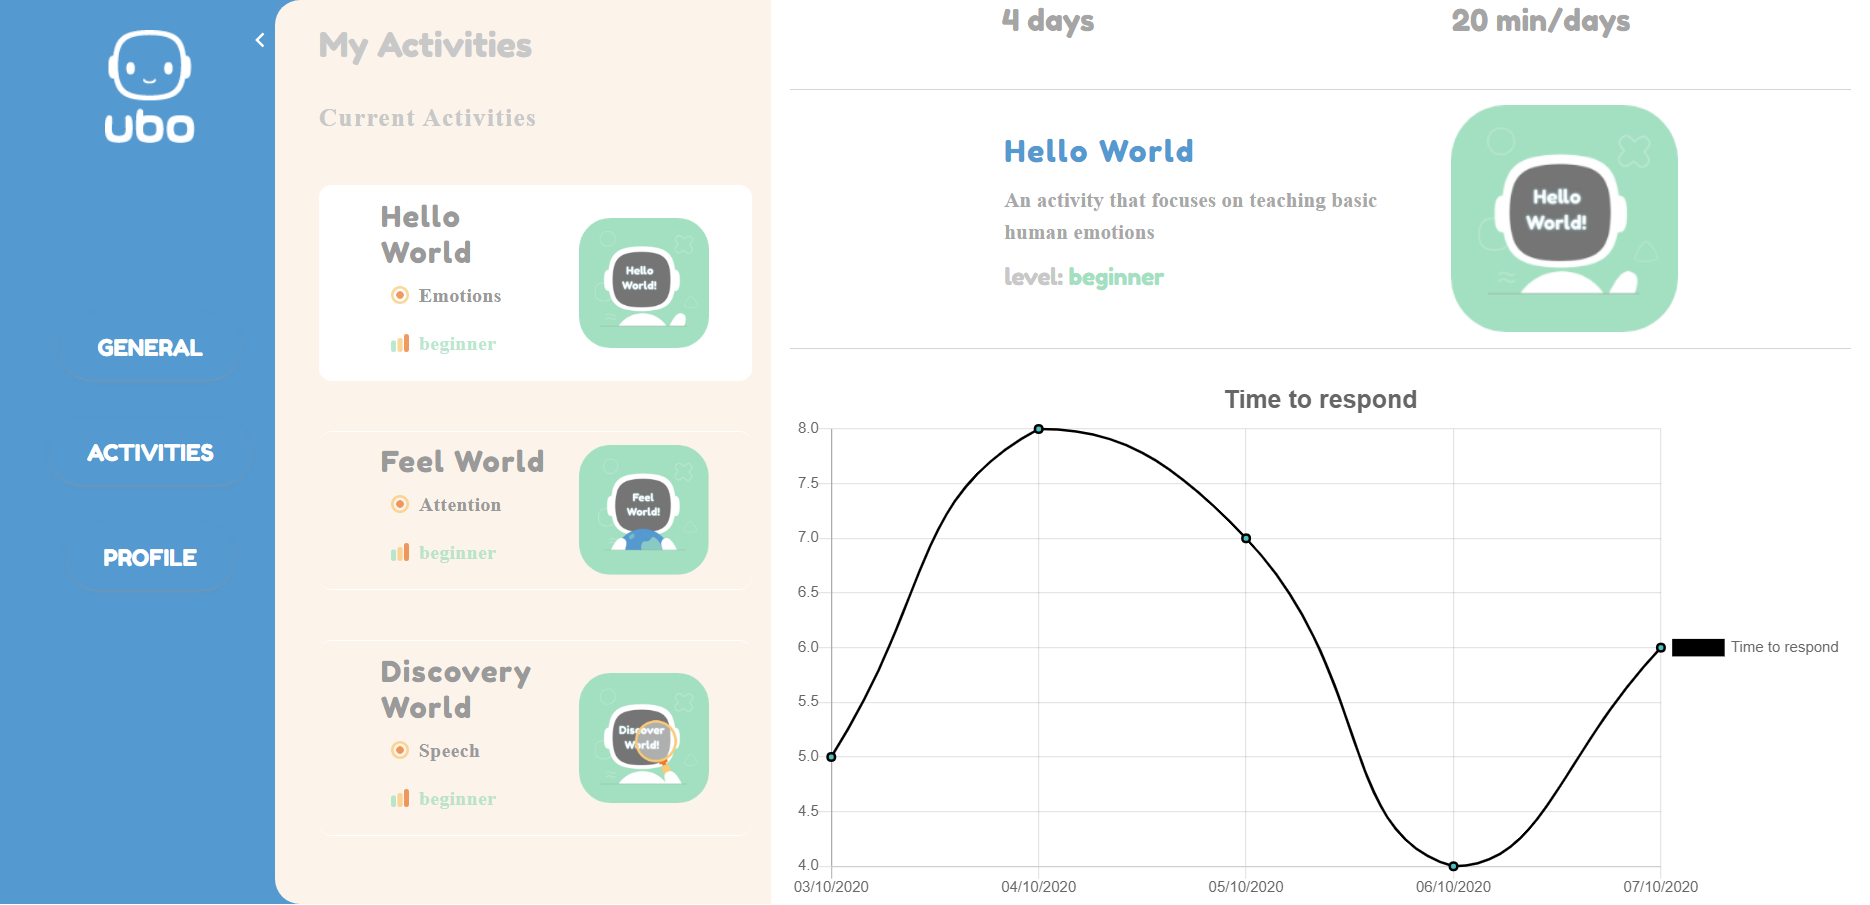 ubo
GENERAL
ACTIVITIES
PROFILE
My Activities
Current Activities
Hello
World
Emotions
beginner
Hello
World!
Feel World
Attention
beginner
Feel
World!
Discovery
World
Speech
beginner
Discover
World!
4 days
20 min/days
Hello World
An activity that focuses on teaching basic
human emotions
level: beginner
Hello
World!
Time to respond
8.0
7.5
7.0
6.5
6.0
5.5
5.0
4.5
4.0
03/10/2020
04/10/2020
05/10/2020
06/10/2020
07/10/2020
Time to respond